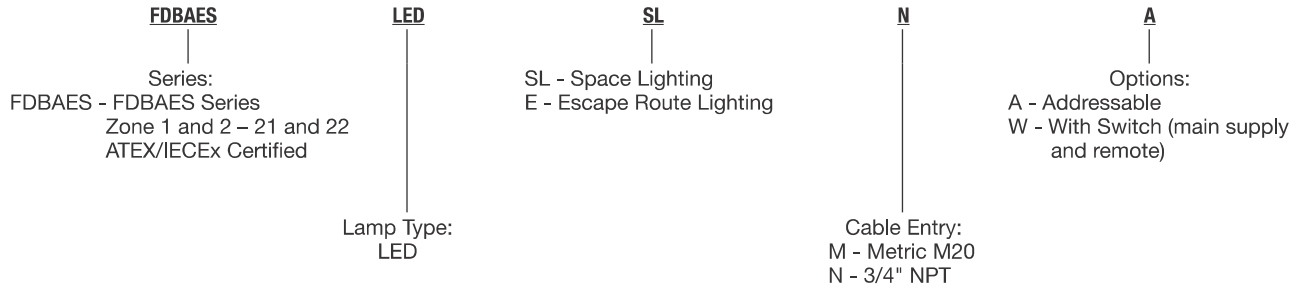 FDBAES LED SL N A
Series:
FDBAES - FDBAES Series
Zone 1 and 2 – 21 and 22
ATEX/IECEx Certified
SL - Space Lighting
E - Escape Route Lighting
Options:
A - Addressable
W - With Switch (main supply
and remote)
Lamp Type:
LED
Cable Entry:
M - Metric M20
N - 3/4" NPT